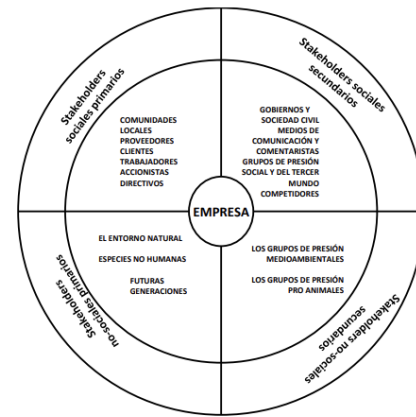 Stakeholders
sociales primarios
Stakeholders sociales
secundarios
COMUNIDADES
LOCALES
PROVEEDORES
CLIENTES
TRABAJADORES
ACCIONISTAS
DIRECTIVOS
GOBIERNOS Y
SOCIEDAD CIVIL
MEDIOS DE
COMUNICACIÓN Y
COMENTARISTAS
GRUPOS DE PRESIÓN
SOCIAL Y DEL TERCER
MUNDO
COMPETIDORES
EMPRESA
EL ENTORNO NATURAL
ESPECIES NO HUMANAS
FUTURAS
GENERACIONES
LOS GRUPOS DE PRESIÓN
MEDIOAMBIENTALES
LOS GRUPOS DE PRESIÓN
PRO ANIMALES
Stakeholders
no-sociales primarios
Stakeholders no-sociales
secundarios